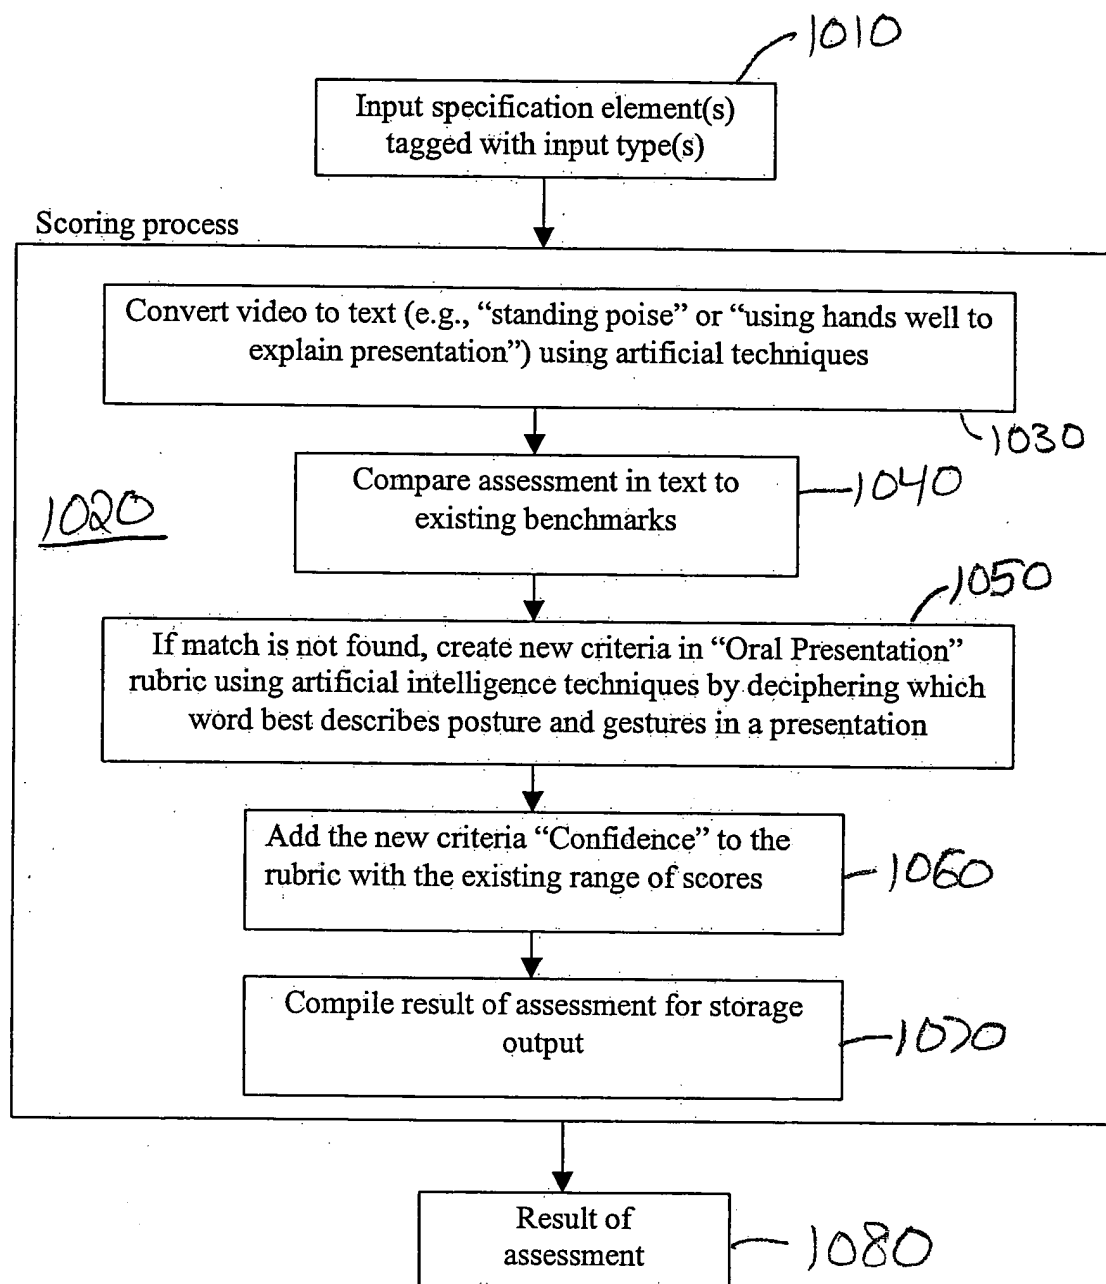 1010
Input specification element(s)
tagged with input type(s)
Scoring process
Convert video to text (e.g., “standing poise” or “using hands well to
explain presentation”) using artificial techniques
1030
Compare assessment in text to
existing benchmarks
1040
1020
1050
If match is not found, create new criteria in “Oral Presentation”
rubric using artificial intelligence techniques by deciphering which
word best describes posture and gestures in a presentation
Add the new criteria “Confidence” to the
rubric with the existing range of scores
1060
Compile result of assessment for storage
output
1070
Result of
assessment
1080